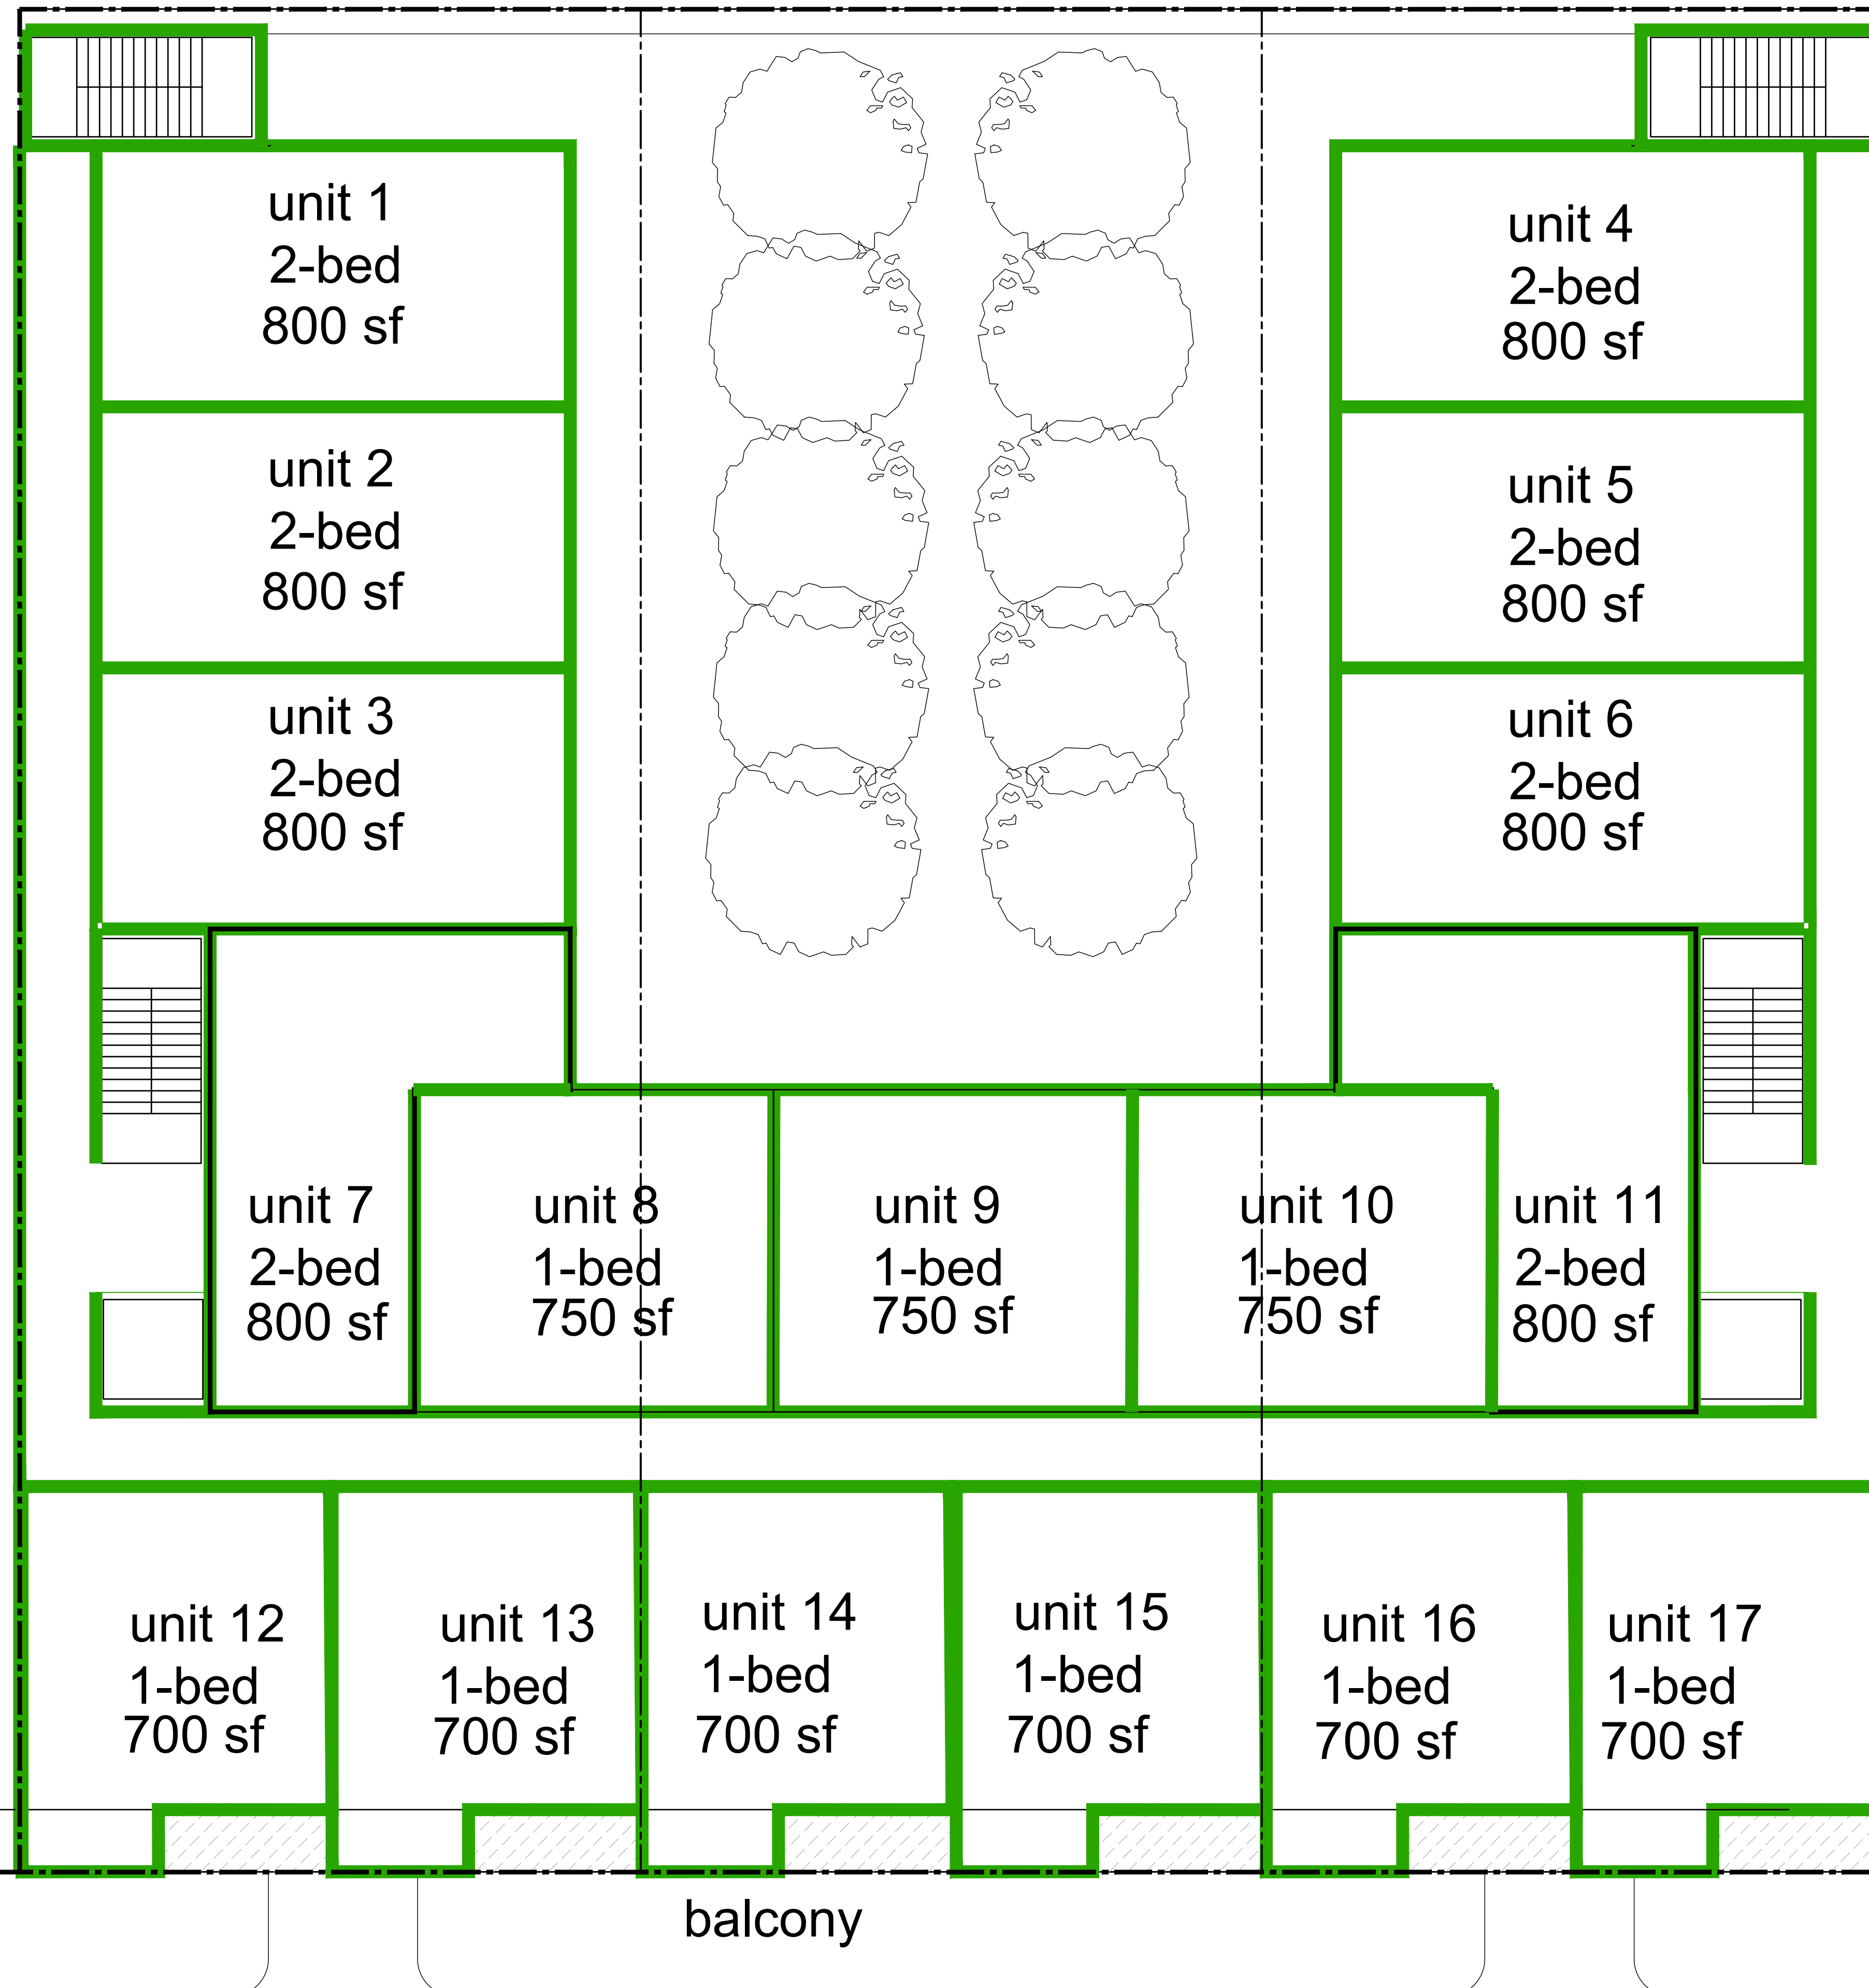 unit 1
2-bed
800 sf
unit 4
2-bed
800 sf
unit 2
2-bed
800 sf
unit 5
2-bed
800 sf
unit 3
2-bed
800 sf
unit 6
2-bed
800 sf
unit 7
2-bed
800 sf
unit 8
1-bed
750 sf
unit 9
1-bed
750 sf
unit 10
1-bed
750 sf
unit 11
2-bed
800 sf
unit 12
1-bed
700 sf
unit 13
1-bed
700 sf
unit 14
1-bed
700 sf
unit 15
1-bed
700 sf
unit 16
1-bed
700 sf
unit 17
1-bed
700 sf
balcony